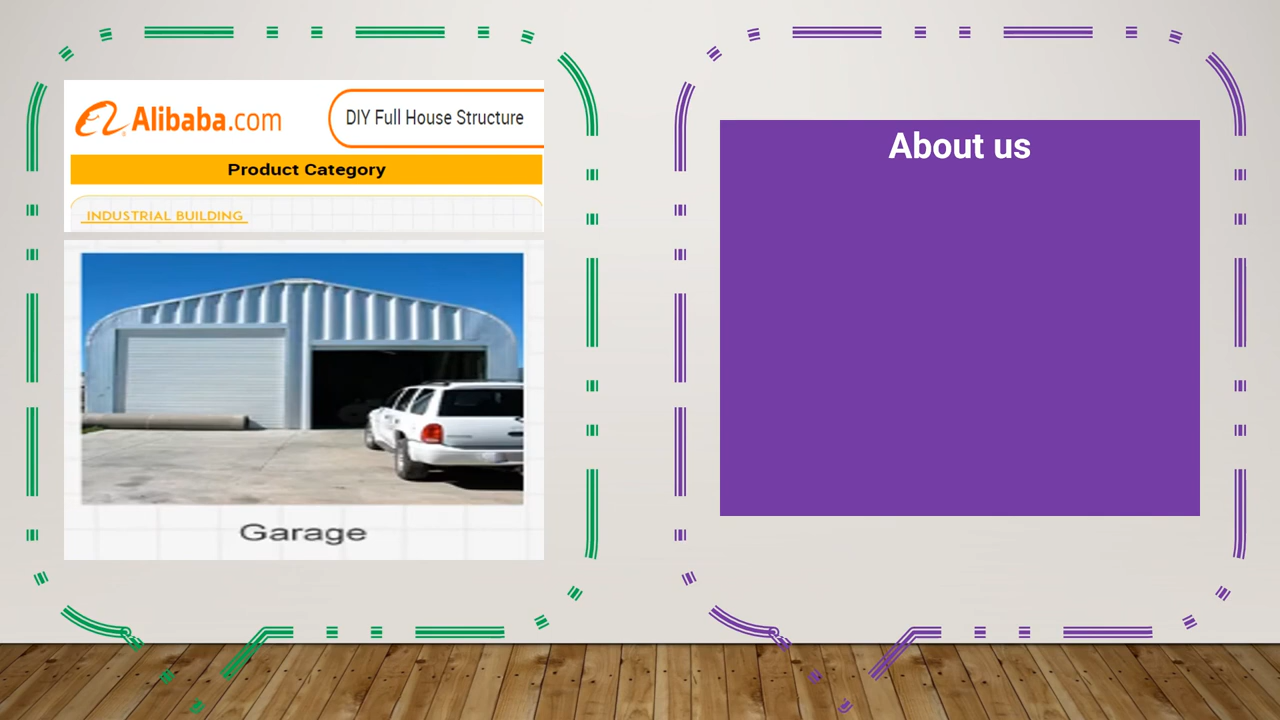 Alibaba.com
DIY Full House Structure
Product Category
INDUSTRIAL BUILDING
Garage
About us